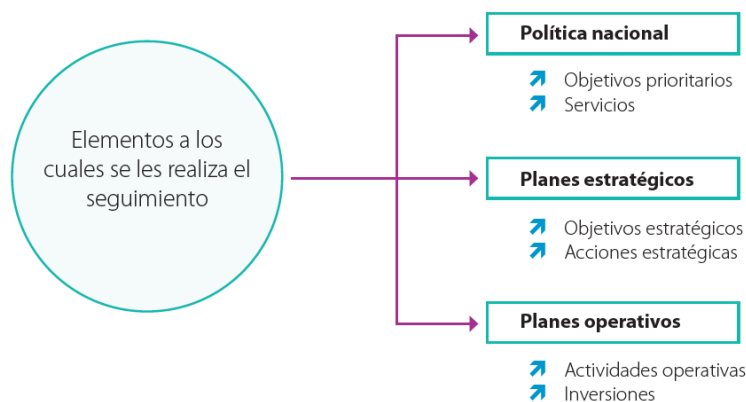 Elementos a los
cuales se les realiza el
seguimiento
Política nacional
Objetivos prioritarios
Servicios
Planes estratégicos
Objetivos estratégicos
Acciones estratégicas
Planes operativos
Actividades operativas
Inversiones